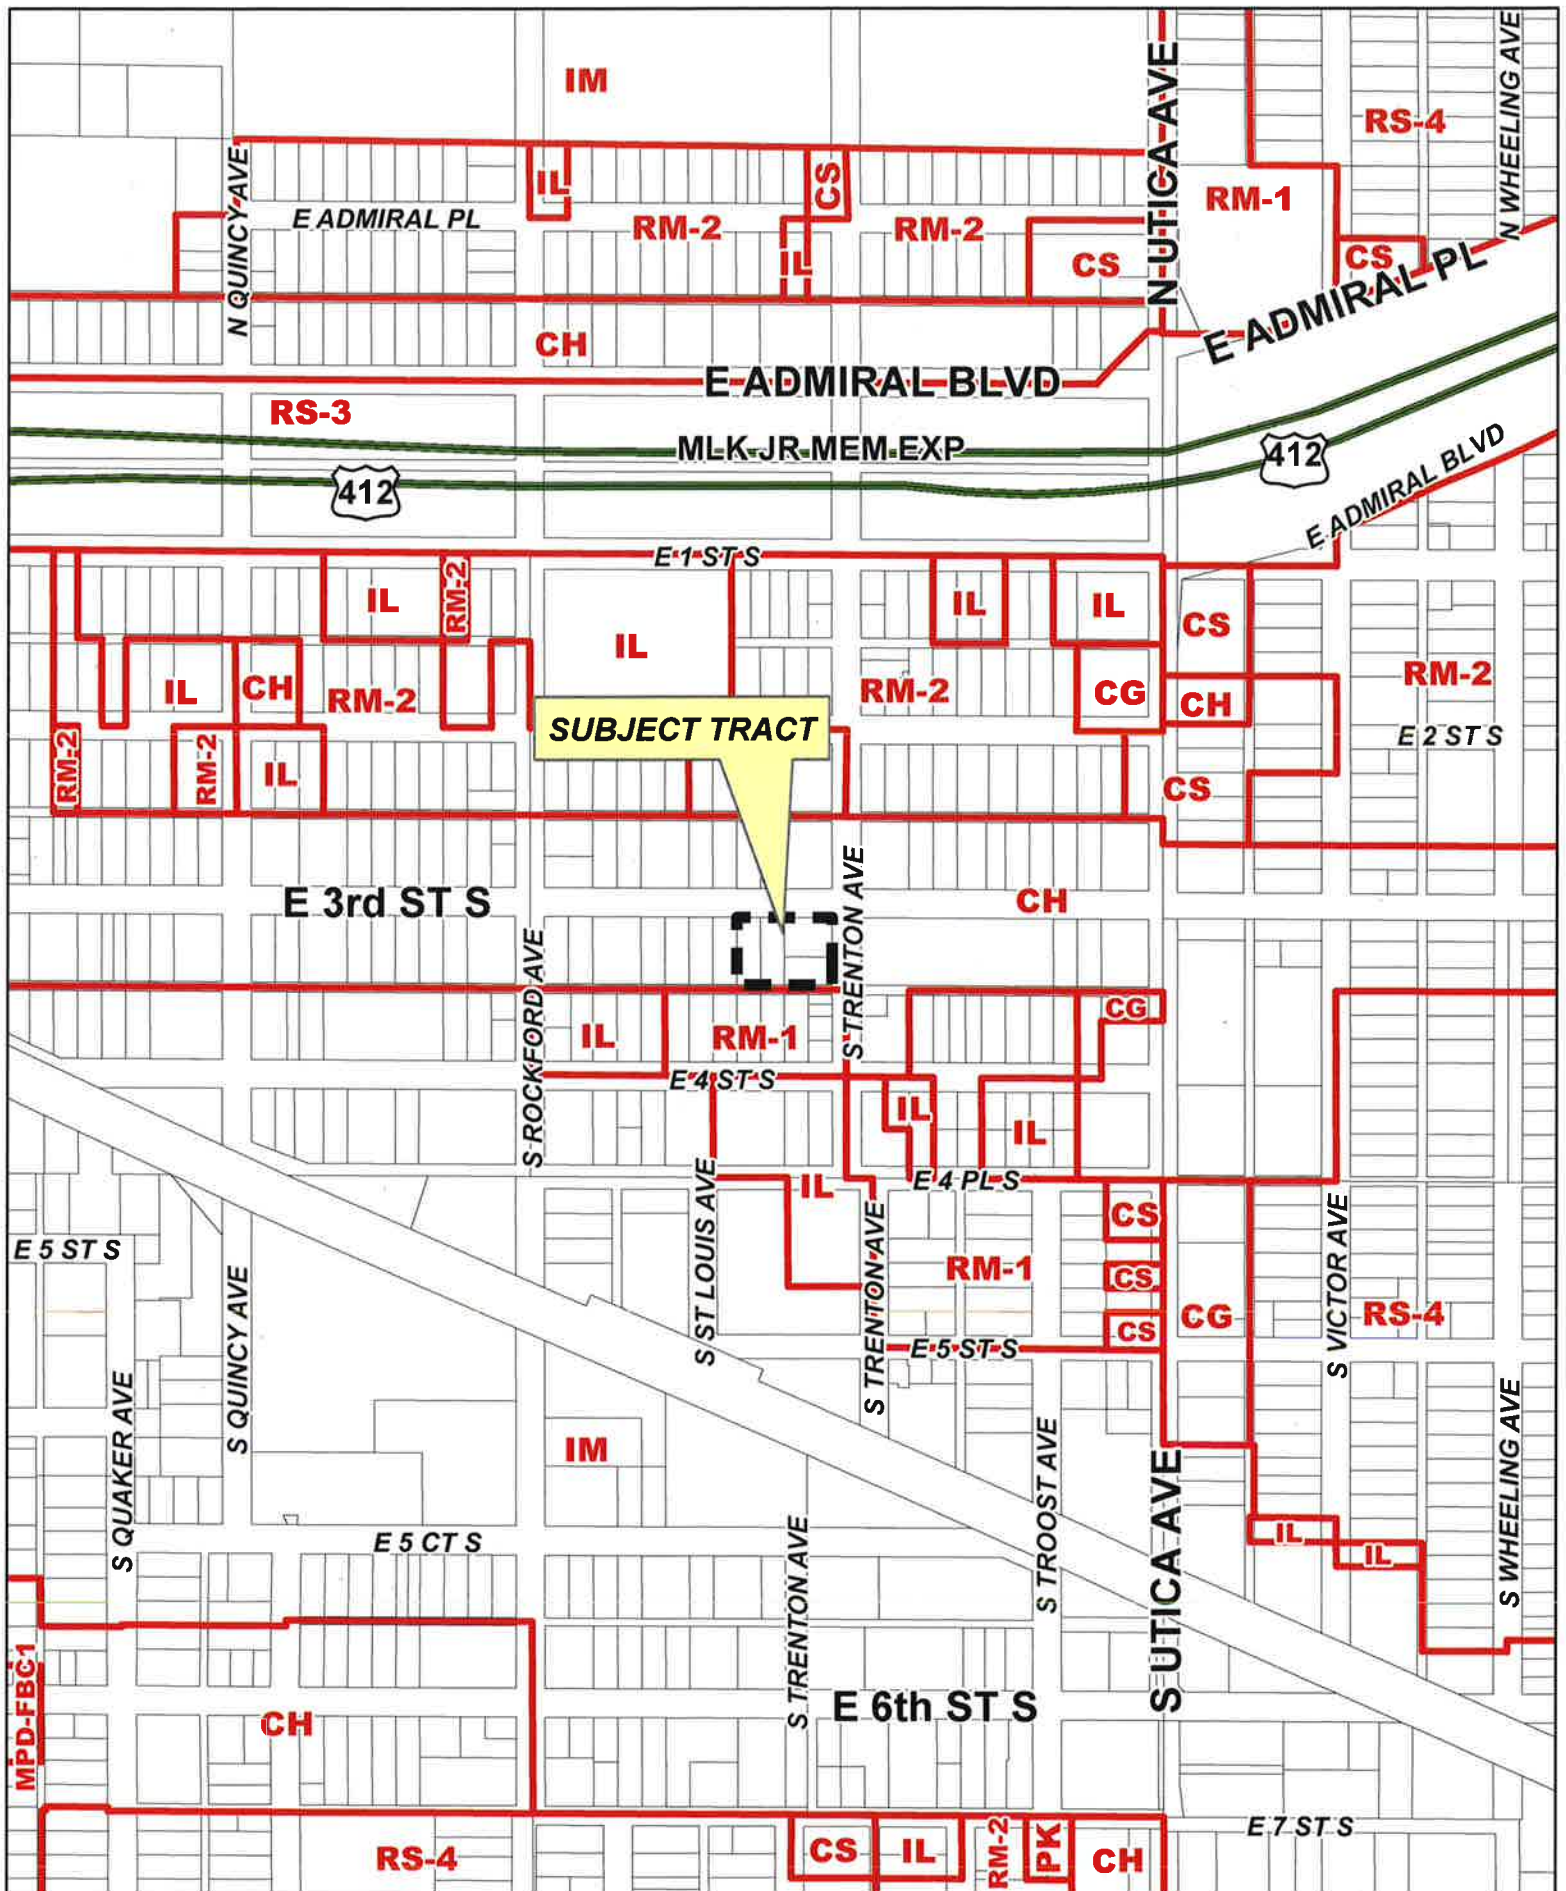 IM
N UTICA AVE
N WHEELING AVE
RS-4
IL
CS
RM-1
N QUINCY AVE
E ADMIRAL PL
RM-2
RM-2
IL
CS
CS
E ADMIRAL PL
CH
E ADMIRAL BLVD
RS-3
MLK JR MEM EXP
412
412
E ADMIRAL BLVD
E 1 ST S
IL
RM-2
IL
IL
IL
CS
IL
CH
RM-2
RM-2
CG
CH
RM-2
SUBJECT TRACT
E 2 ST S
RM-2
RM-2
IL
CS
E 3rd ST S
S TRENTON AVE
CH
S ROCKFORD AVE
IL
RM-1
CG
E 4 ST S
IL
IL
S ST LOUIS AVE
IL
E 4 PL S
CS
E 5 ST S
S TRENTON AVE
RM-1
CS
CG
S VICTOR AVE
RS-4
CS
S QUINCY AVE
E 5 ST S
S QUAKER AVE
IM
S TROOST AVE
S UTICA AVE
S WHEELING AVE
E 5 CT S
S TRENTON AVE
IL
IL
MPD-FBC1
CH
E 6th ST S
E 7 ST S
RS-4
CS
IL
RM-2
PK
CH